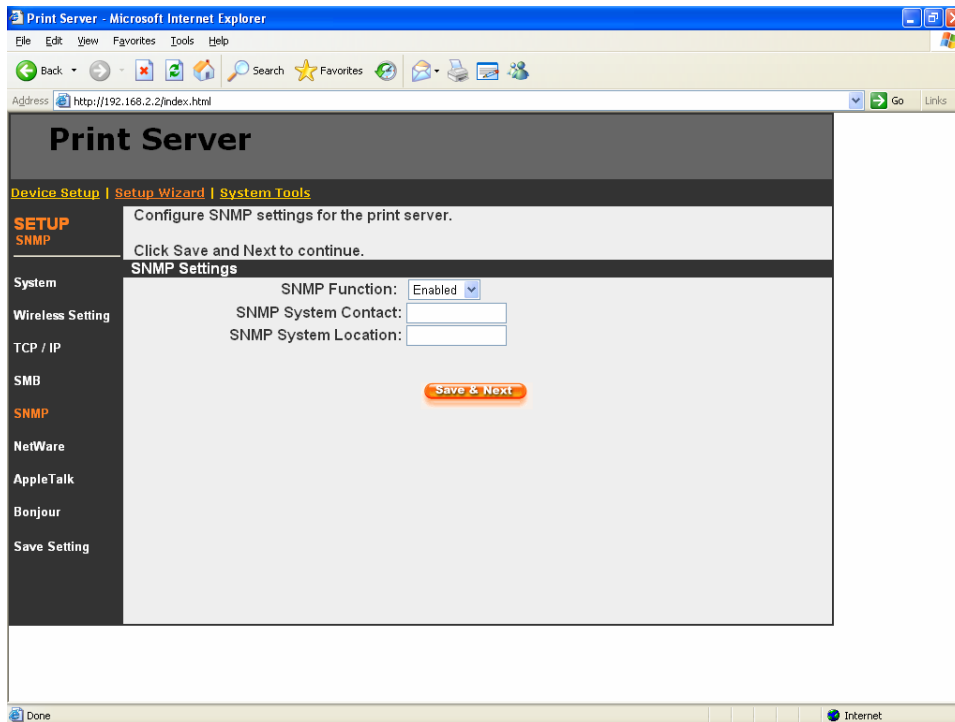 Print Server - Microsoft Internet Explorer
File Edit View Favorites Tools Help
Back Search Favorites
Address http://192.168.2.2/index.html Go Links
Print Server
Device Setup | Setup Wizard | System Tools
SETUP
SNMP
System
Wireless Setting
TCP / IP
SMB
SNMP
NetWare
AppleTalk
Bonjour
Save Setting
Configure SNMP settings for the print server.
Click Save and Next to continue.
SNMP Settings
SNMP Function: Enabled
SNMP System Contact:
SNMP System Location:
Save & Next
Done Internet